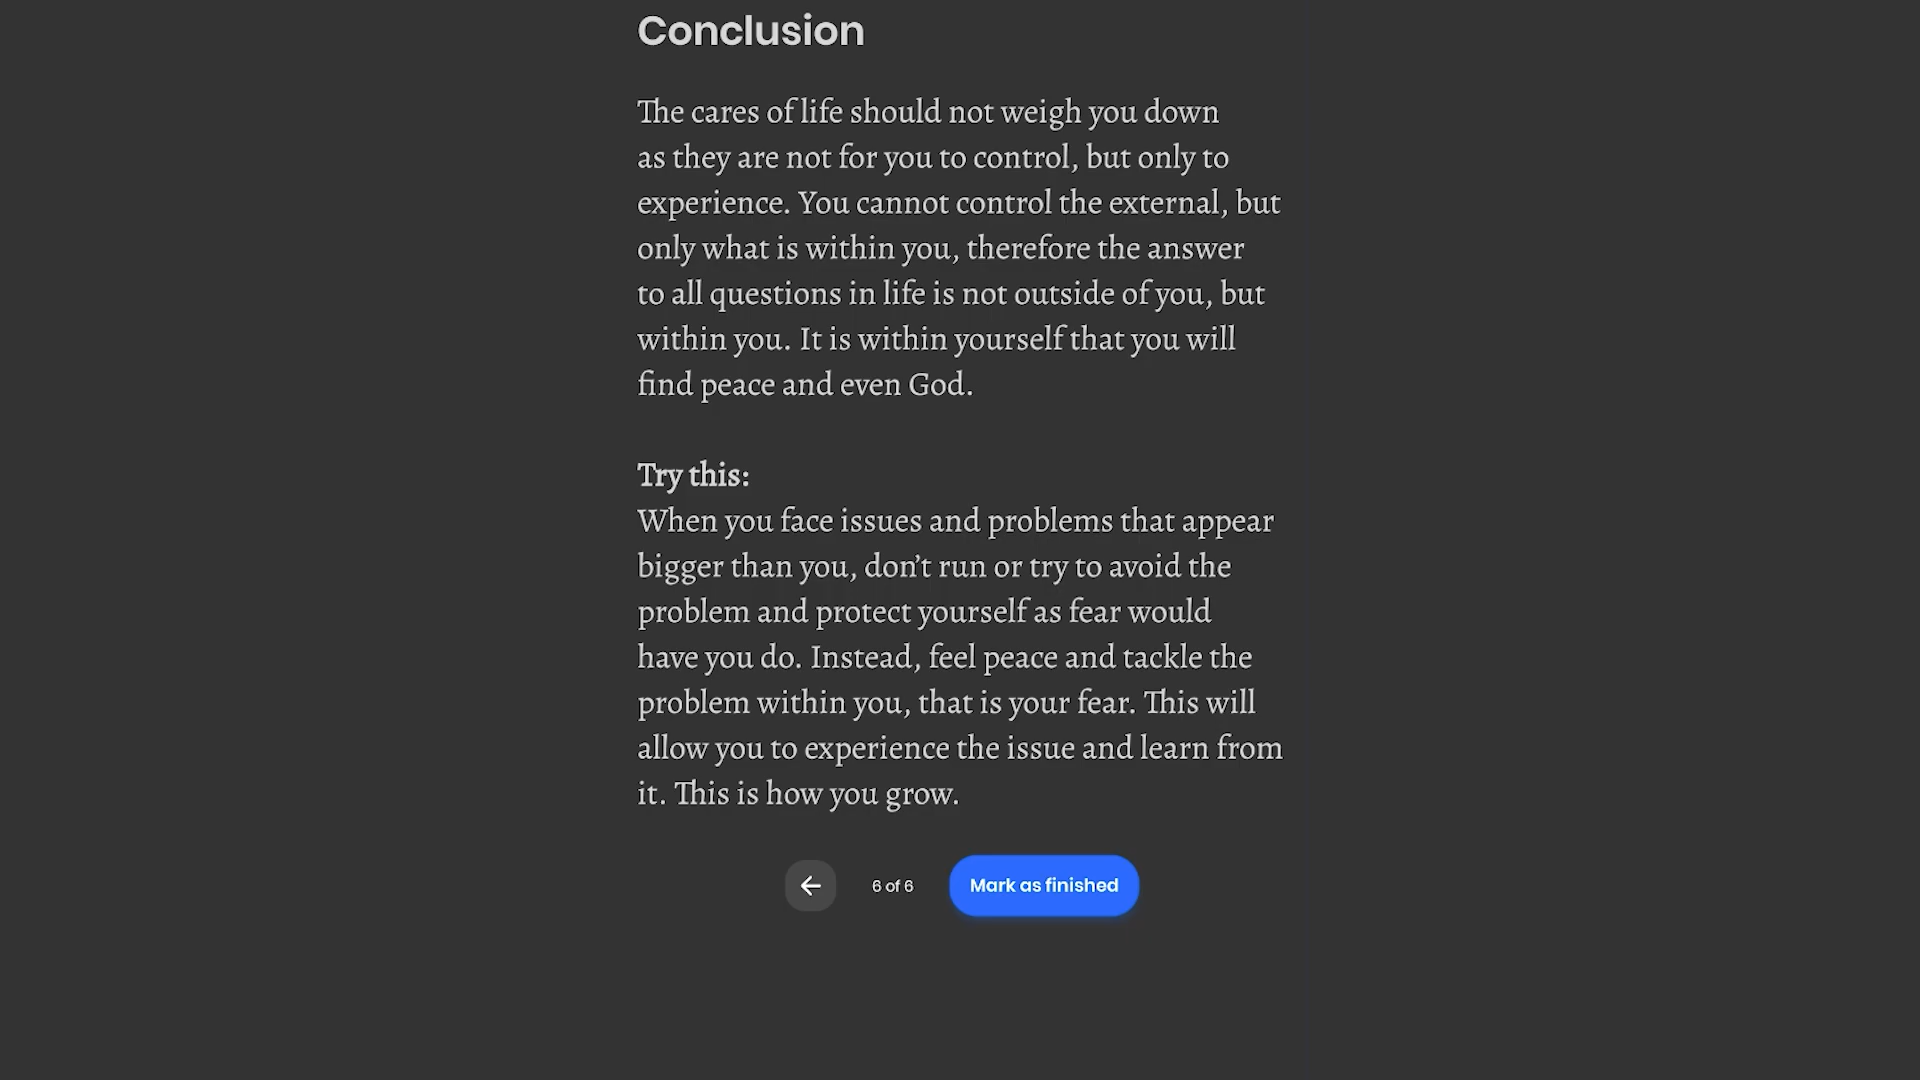 Conclusion
The cares of life should not weigh you down
as they are not for you to control, but only to
experience. You cannot control the external, but
only what is within you, therefore the answer
to all questions in life is not outside of you, but
within you. It is within yourself that you will
find peace and even God.
Try this:
When you face issues and problems that appear
bigger than you, don’t run or try to avoid the
problem and protect yourself as fear would
have you do. Instead, feel peace and tackle the
problem within you, that is your fear. This will
allow you to experience the issue and learn from
it. This is how you grow.
6 of 6
Mark as finished